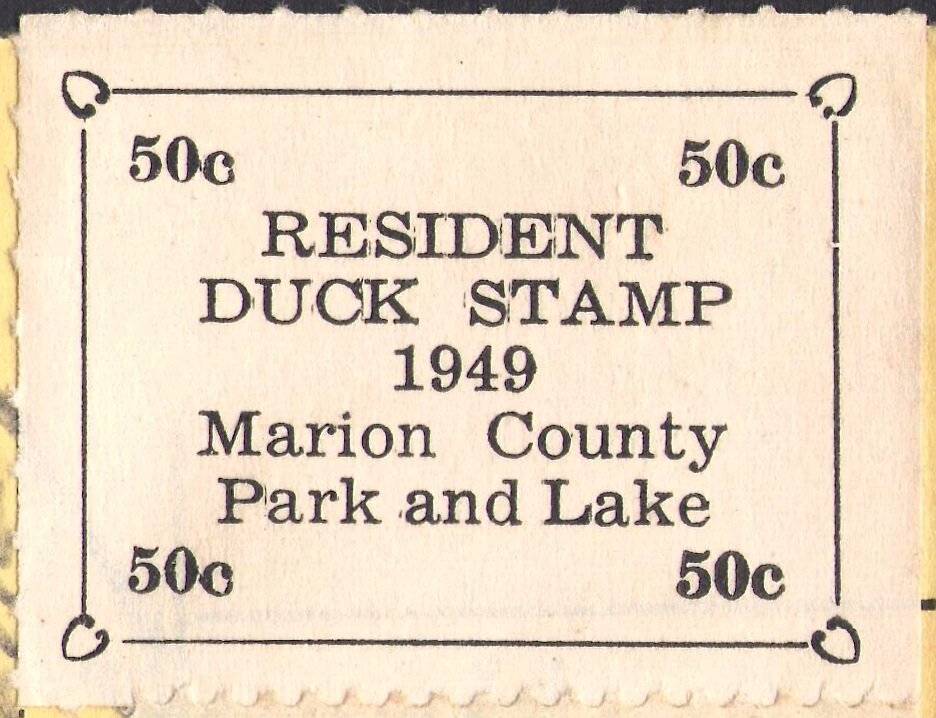 50c 50c
RESIDENT
DUCK STAMP
1949
Marion County
Park and Lake
50c 50c